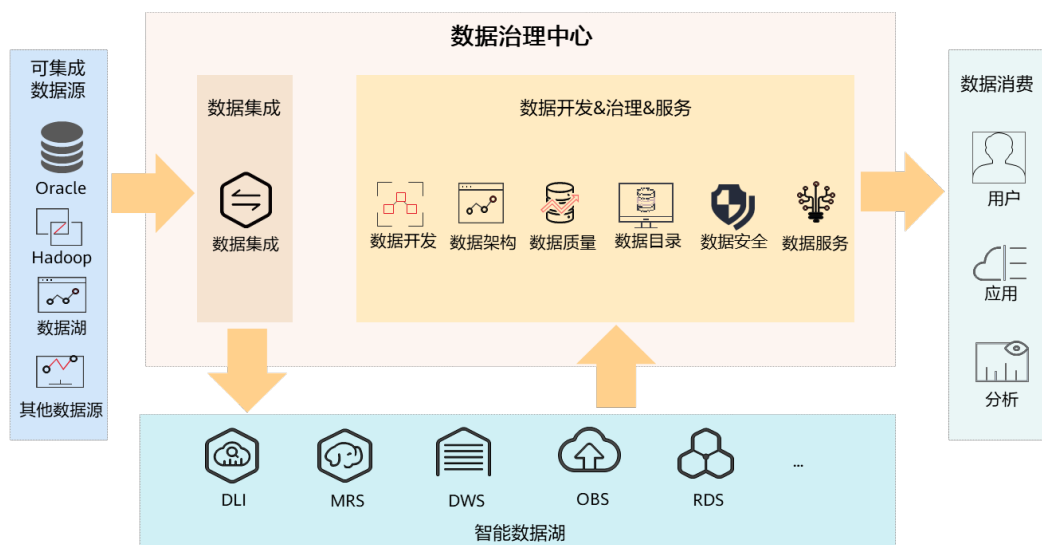 数据治理中心
可集成
数据源
Oracle
Hadoop
数据湖
其他数据源
数据集成
数据集成
数据开发&治理&服务
数据开发
数据架构
数据质量
数据目录
数据安全
数据服务
数据消费
用户
应用
分析
DLI
MRS
DWS
OBS
RDS
...
智能数据湖